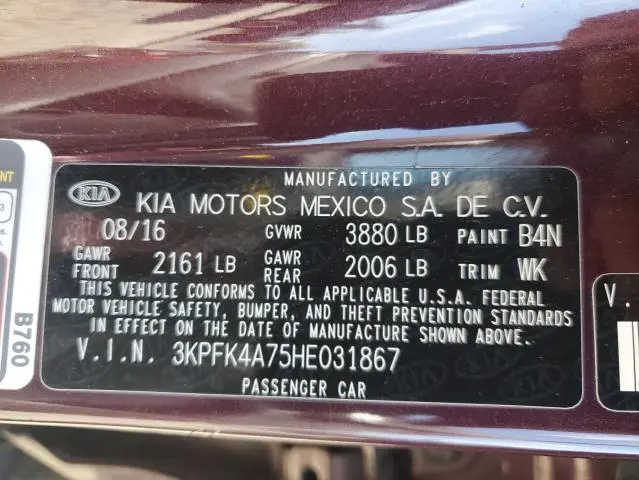 MANUFACTURED BY
KIA KIA MOTORS MEXICO S.A. DE C.V.
08/16 GVWR 3880 LB PAINT B4N
GAWR FRONT 2161 LB GAWR REAR 2006 LB TRIM WK
THIS VEHICLE CONFORMS TO ALL APPLICABLE U.S.A. FEDERAL
MOTOR VEHICLE SAFETY, BUMPER, AND THEFT PREVENTION STANDARDS
IN EFFECT ON THE DATE OF MANUFACTURE SHOWN ABOVE.
V.I.N. 3KPFK4A75HE031867
PASSENGER CAR
B760
V.